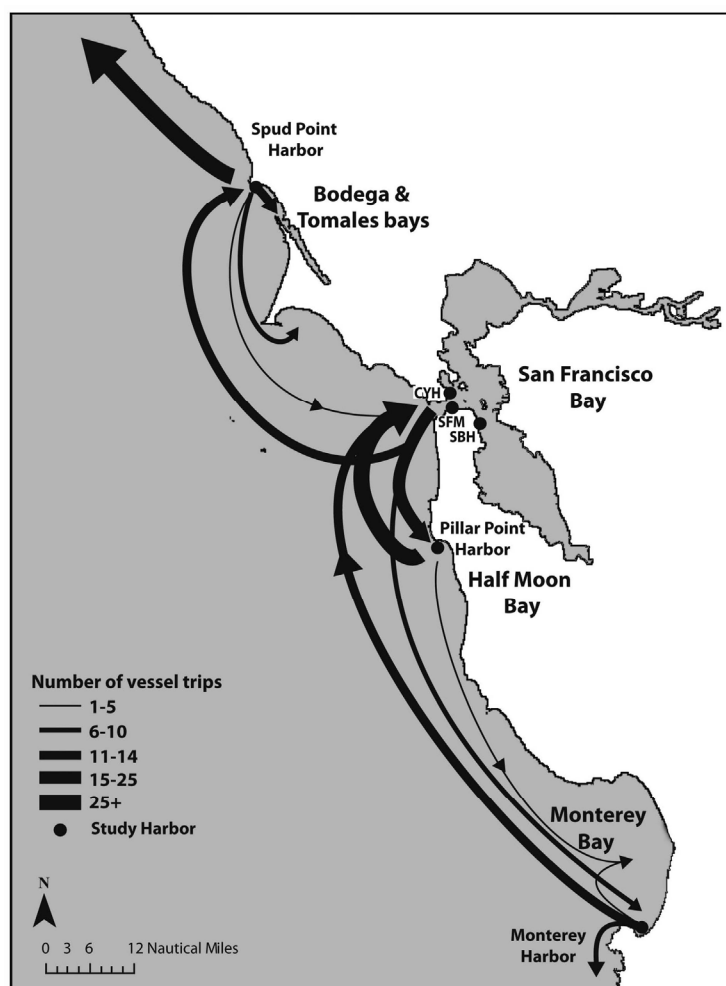 Spud Point
Harbor
Bodega &
Tomales bays
San Francisco
Bay
CYH
SFM
SBH
Pillar Point
Harbor
Half Moon
Bay
Number of vessel trips
1-5
6-10
11-14
15-25
25+
Study Harbor
Monterey
Bay
N
0 3 6 12 Nautical Miles
Monterey
Harbor